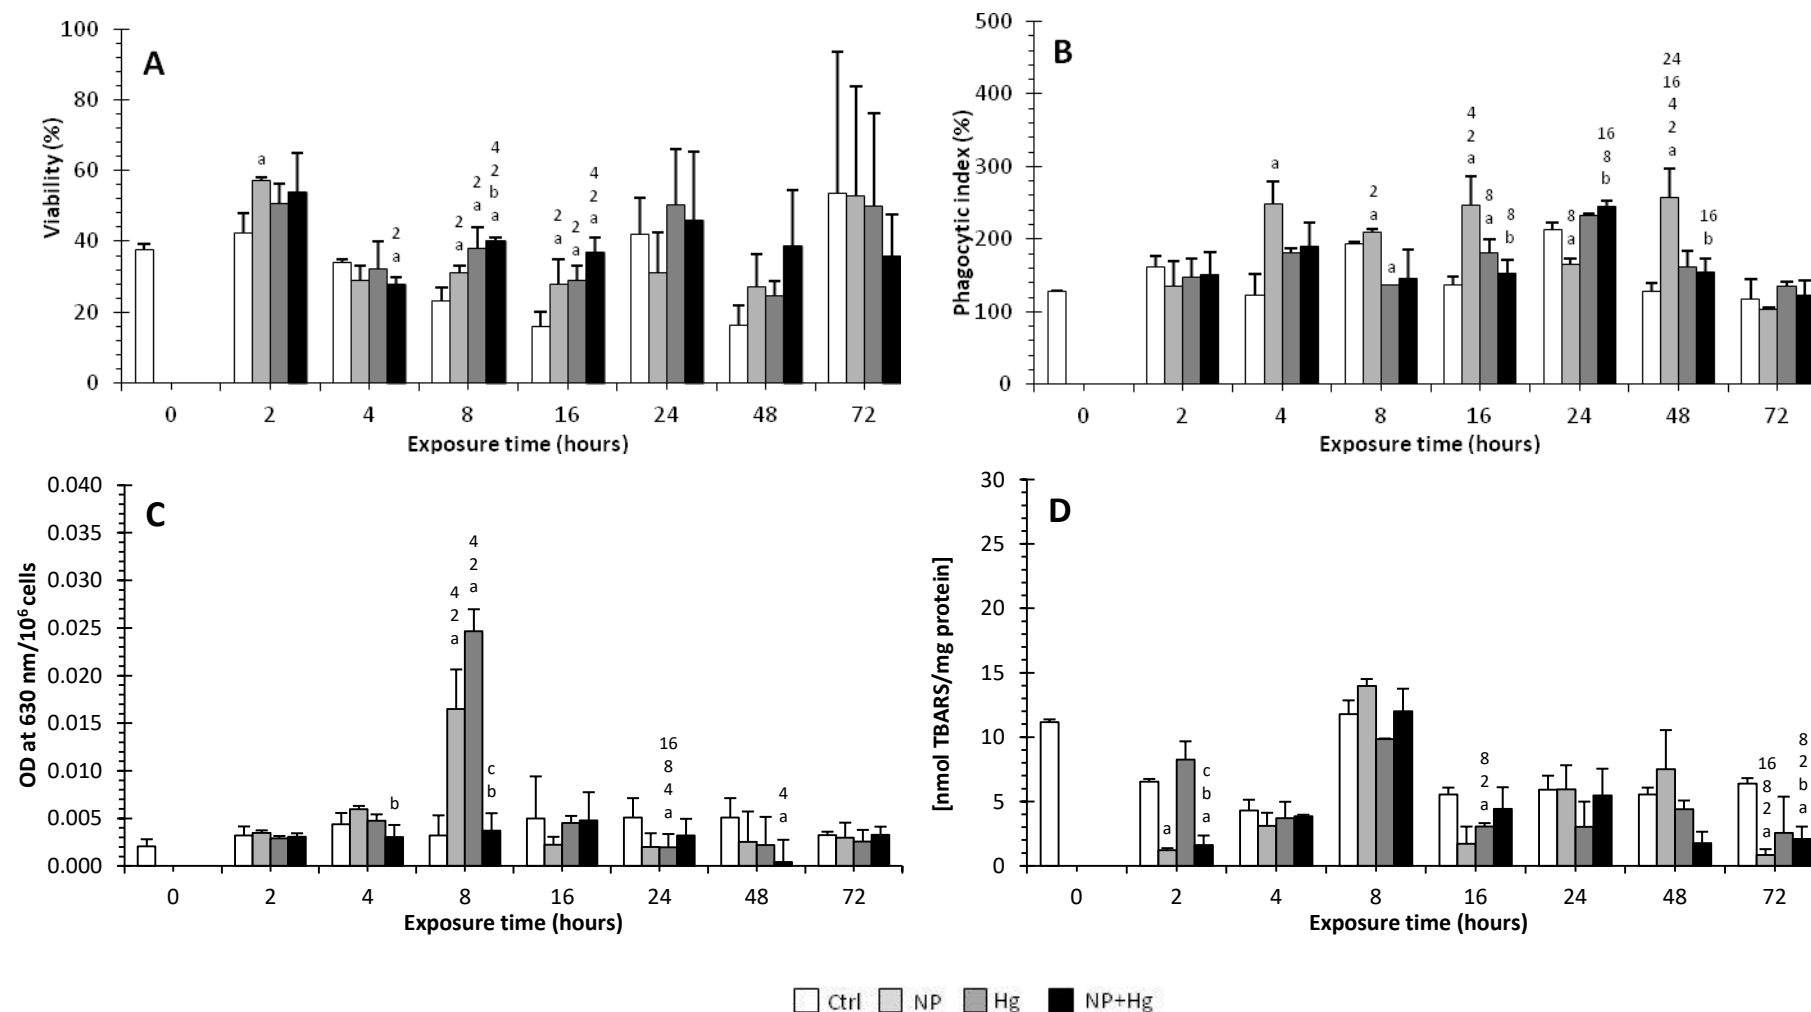 A
Viability (%)
100
80
60
40
20
0
a
2
a
2
a
2
a
4
2
b
a
2
a
2
a
4
2
a
0 2 4 8 16 24 48 72
Exposure time (hours)
B
Phagocytic index (%)
500
400
300
200
100
0
a
2
a
a
4
2
a
8
a
8
b
8
a
16
8
b
24
16
4
2
a
16
b
0 2 4 8 16 24 48 72
Exposure time (hours)
C
OD at 630 nm/10⁶ cells
0.040
0.035
0.030
0.025
0.020
0.015
0.010
0.005
0.000
b
4
2
a
4
2
a
c
b
16
8
4
a
4
a
0 2 4 8 16 24 48 72
Exposure time (hours)
D
[nmol TBARS/mg protein]
30
25
20
15
10
5
0
a
c
b
a
8
2
a
16
8
2
a
8
2
b
a
0 2 4 8 16 24 48 72
Exposure time (hours)
Ctrl NP Hg NP+Hg